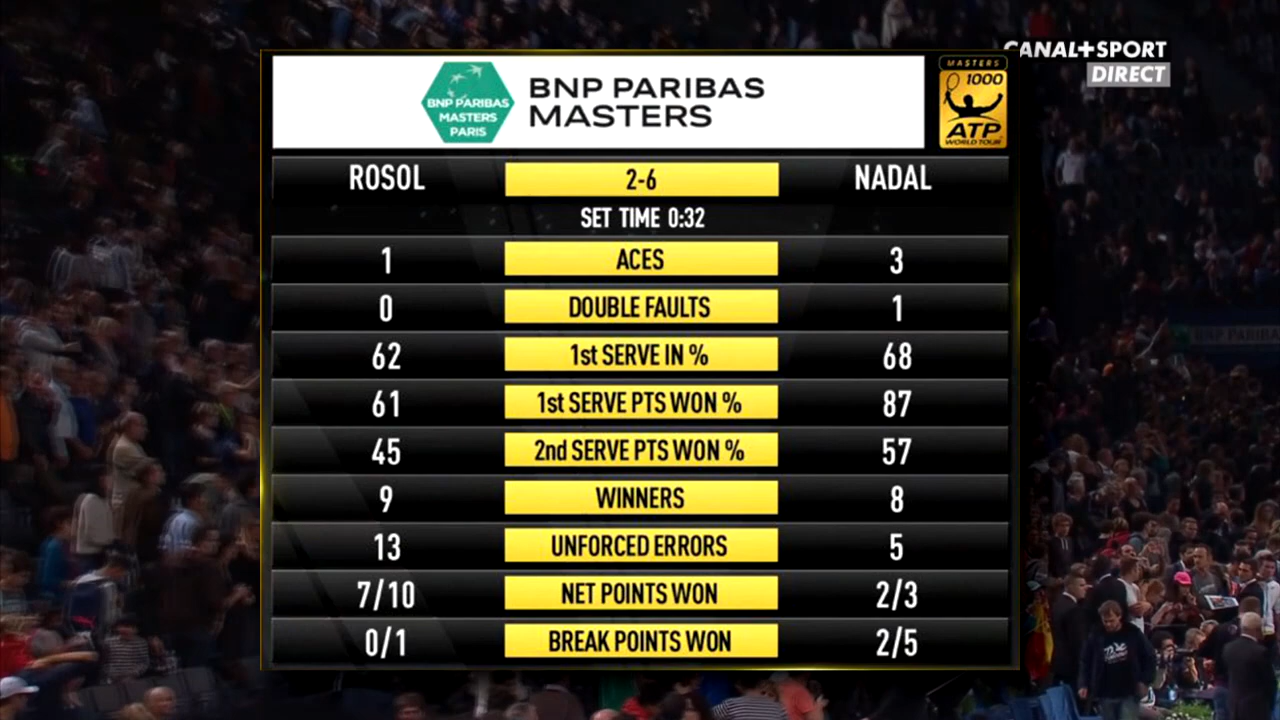 CANAL+SPORT
DIRECT
BNP PARIBAS
MASTERS
PARIS
BNP PARIBAS
MASTERS
MASTERS
1000
ATP
WORLD TOUR
ROSOL 2-6 NADAL
SET TIME 0:32
1 ACES 3
0 DOUBLE FAULTS 1
62 1st SERVE IN % 68
61 1st SERVE PTS WON % 87
45 2nd SERVE PTS WON % 57
9 WINNERS 8
13 UNFORCED ERRORS 5
7/10 NET POINTS WON 2/3
0/1 BREAK POINTS WON 2/5